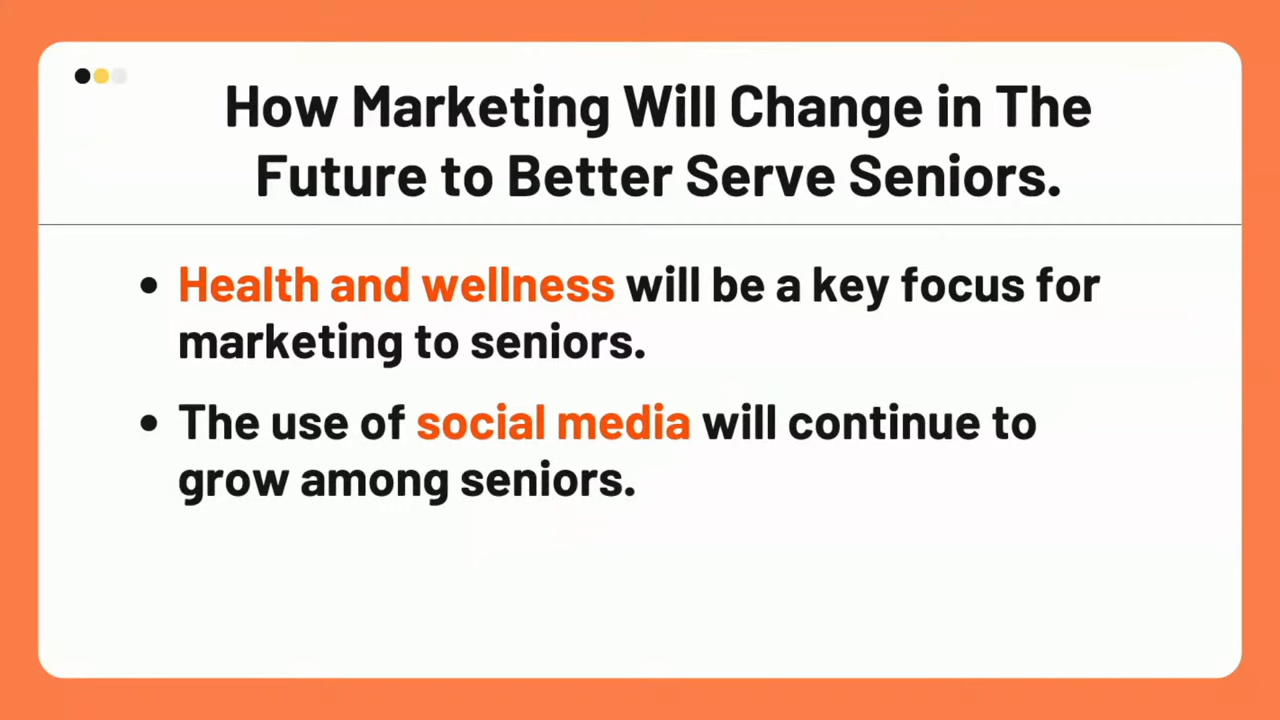 How Marketing Will Change in The
Future to Better Serve Seniors.
• Health and wellness will be a key focus for
marketing to seniors.
• The use of social media will continue to
grow among seniors.